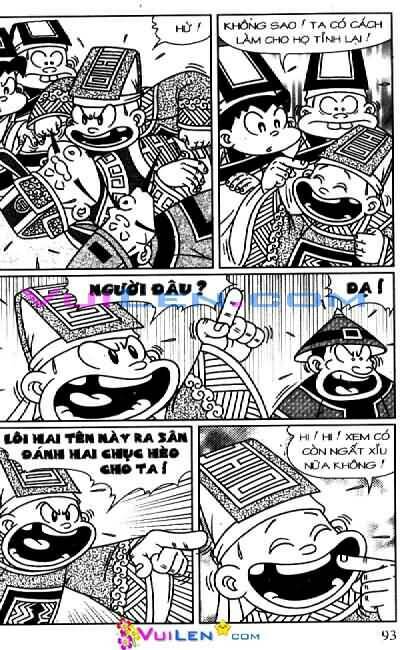 HỪ!
KHÔNG SAO! TA CÓ CÁCH
LÀM CHO HỌ TỈNH LẠI!
NGƯỜI ĐÂU?
DẠ!
VUILEN.COM
LÔI HAI TÊN NÀY RA SÂN
ĐÁNH HAI CHỤC HÈO
CHO TA!
HI! HI! XEM CÓ
CÒN NGẤT XỈU
NỮA KHÔNG!
93
VUILEN.COM